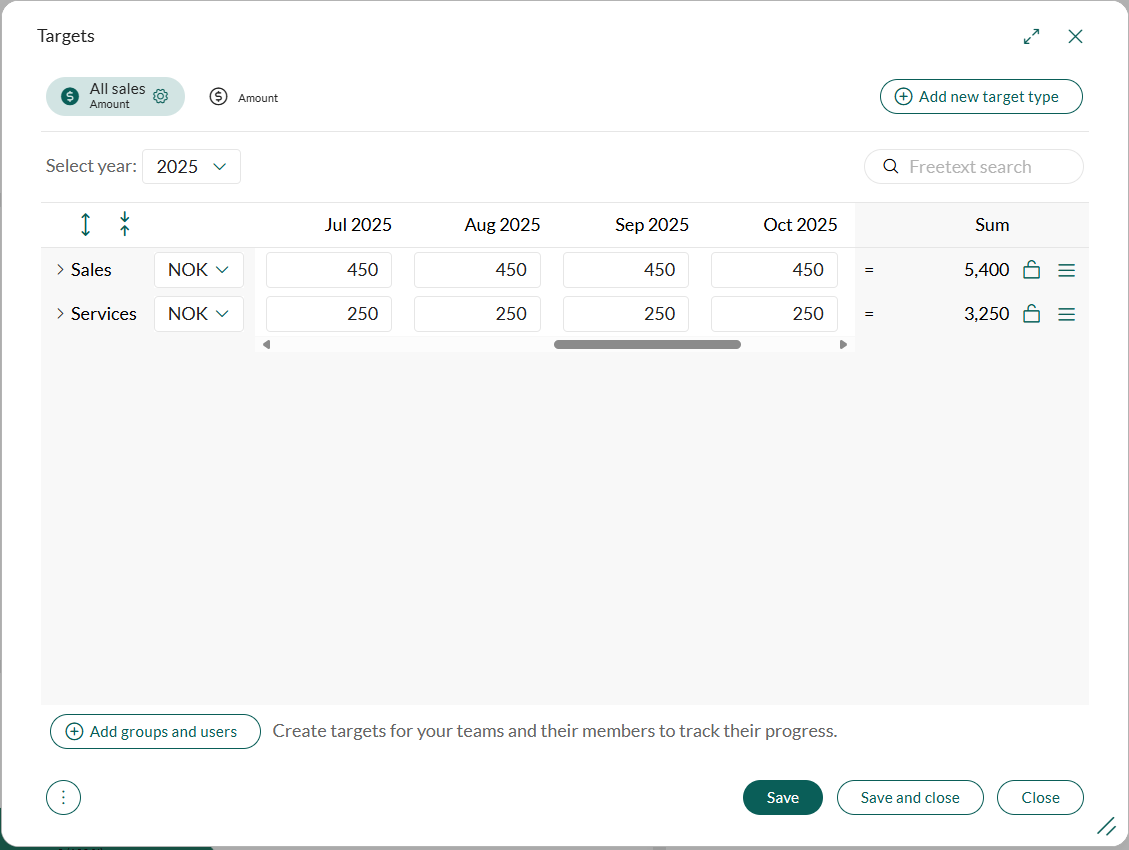 Targets
All sales
Amount
Amount
Add new target type
Select year: 2025
Freetext search
Jul 2025 Aug 2025 Sep 2025 Oct 2025 Sum
Sales NOK 450 450 450 450 = 5,400
Services NOK 250 250 250 250 = 3,250
Add groups and users Create targets for your teams and their members to track their progress.
Save Save and close Close